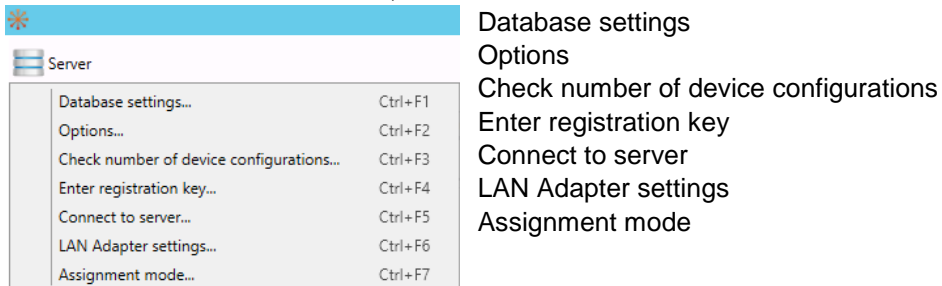 Server
Database settings... Ctrl+F1
Options... Ctrl+F2
Check number of device configurations... Ctrl+F3
Enter registration key... Ctrl+F4
Connect to server... Ctrl+F5
LAN Adapter settings... Ctrl+F6
Assignment mode... Ctrl+F7
Database settings
Options
Check number of device configurations
Enter registration key
Connect to server
LAN Adapter settings
Assignment mode